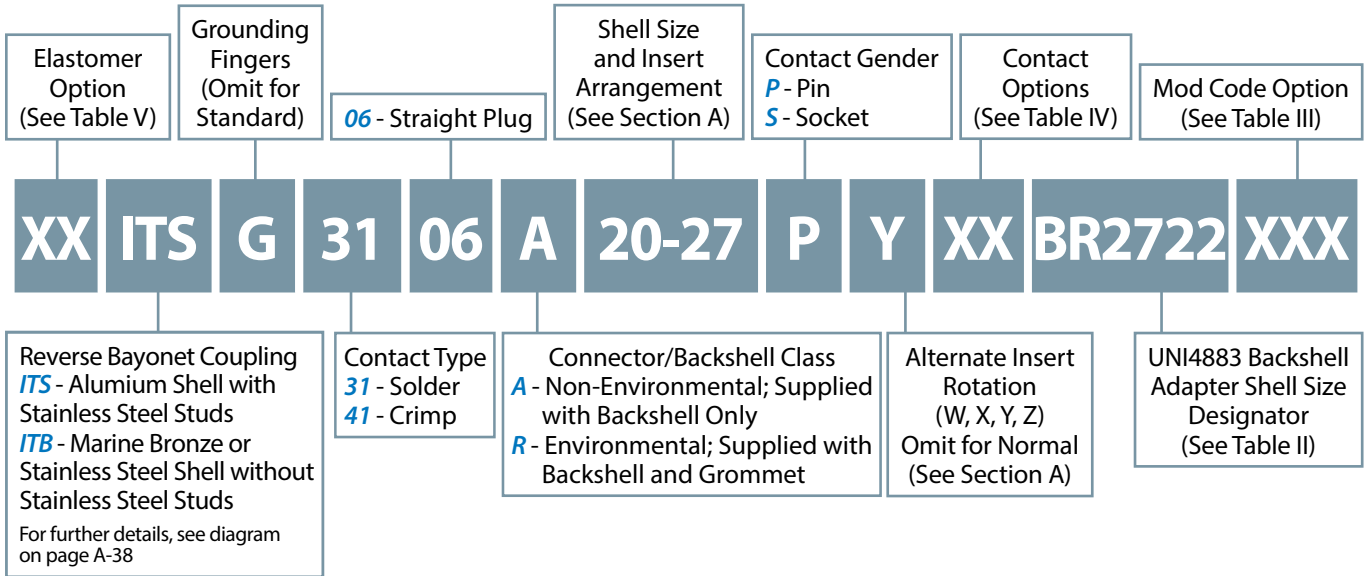 Elastomer
Option
(See Table V)
Grounding
Fingers
(Omit for
Standard)
06 - Straight Plug
Shell Size
and Insert
Arrangement
(See Section A)
Contact Gender
P - Pin
S - Socket
Contact
Options
(See Table IV)
Mod Code Option
(See Table III)
XX ITS G 31 06 A 20-27 P Y XX BR2722 XXX
Reverse Bayonet Coupling
ITS - Alumium Shell with
Stainless Steel Studs
ITB - Marine Bronze or
Stainless Steel Shell without
Stainless Steel Studs
For further details, see diagram
on page A-38
Contact Type
31 - Solder
41 - Crimp
Connector/Backshell Class
A - Non-Environmental; Supplied
with Backshell Only
R - Environmental; Supplied with
Backshell and Grommet
Alternate Insert
Rotation
(W, X, Y, Z)
Omit for Normal
(See Section A)
UNI4883 Backshell
Adapter Shell Size
Designator
(See Table II)